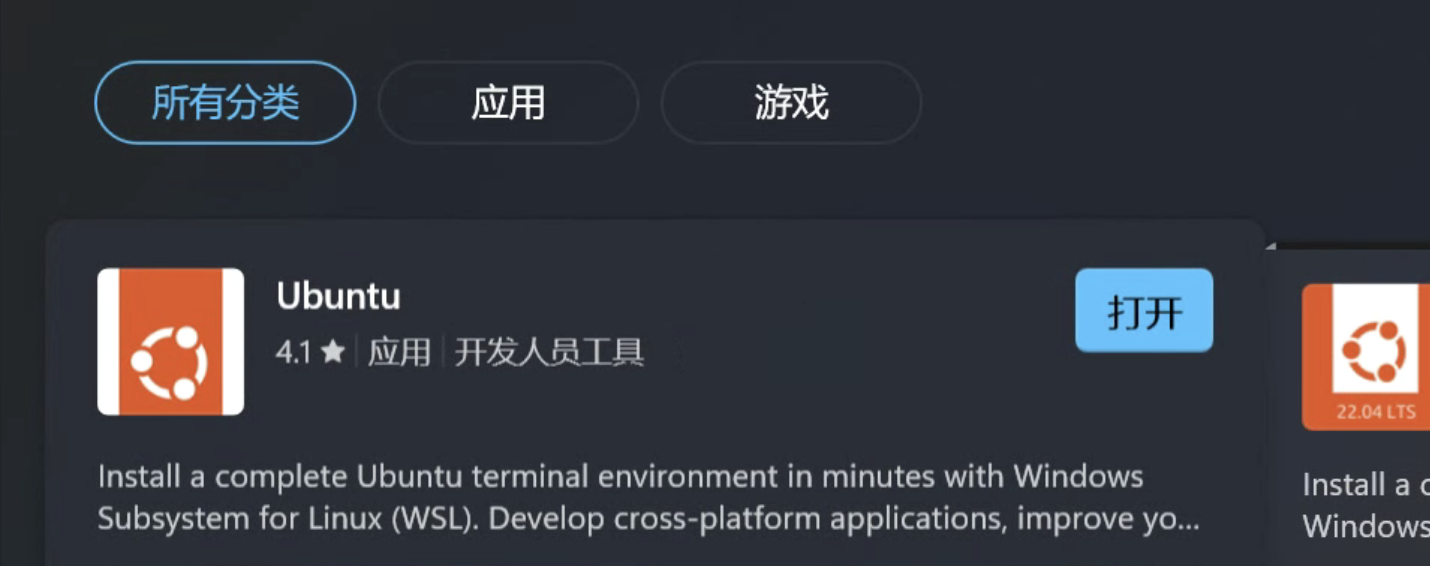 所有分类 应用 游戏
Ubuntu
打开
4.1 ★ 应用 开发人员工具
Install a complete Ubuntu terminal environment in minutes with Windows
Subsystem for Linux (WSL). Develop cross-platform applications, improve yo...
22.04 LTS
Install a
Windows